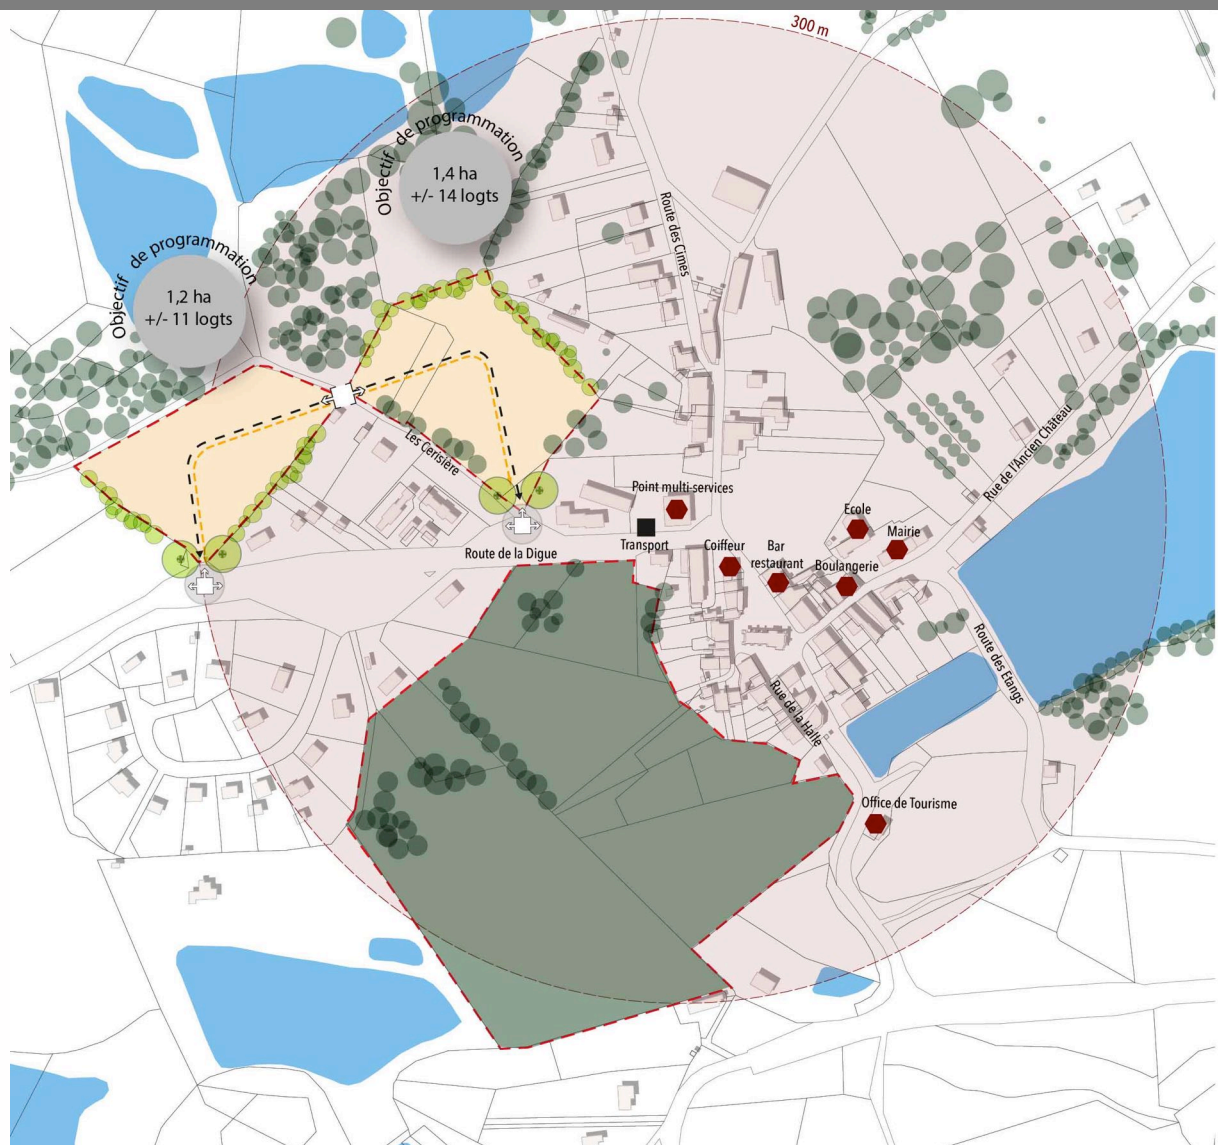 300 m
Objectif de programmation
1,4 ha
+/- 14 logts
Objectif de programmation
1,2 ha
+/- 11 logts
Route des Cimes
Les Cerisière
Rue de l'Ancien Château
Point multi-services
Ecole
Mairie
Transport
Route de la Digue
Coiffeur
Bar
restaurant
Boulangerie
Route des Etangs
Rue de la Halle
Office de Tourisme